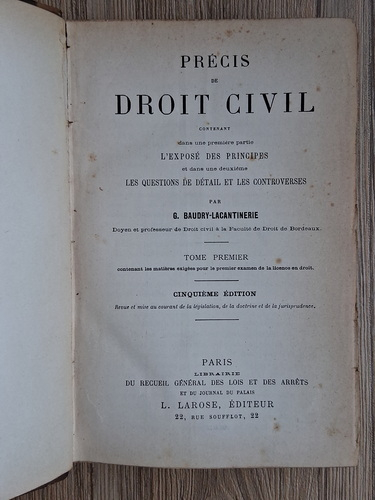 PRÉCIS
DE
DROIT CIVIL
CONTENANT
dans une première partie
L'EXPOSÉ DES PRINCIPES
et dans une deuxième
LES QUESTIONS DE DÉTAIL ET LES CONTROVERSES
PAR
G. BAUDRY-LACANTINERIE
Doyen et professeur de Droit civil à la Faculté de Droit de Bordeaux.
TOME PREMIER
contenant les matières exigées pour le premier examen de la licence en droit.
CINQUIÈME ÉDITION
Revue et mise au courant de la législation, de la doctrine et de la jurisprudence.
PARIS
LIBRAIRIE
DU RECUEIL GÉNÉRAL DES LOIS ET DES ARRÊTS
ET DU JOURNAL DU PALAIS
L. LAROSE, ÉDITEUR
22, RUE SOUFFLOT, 22